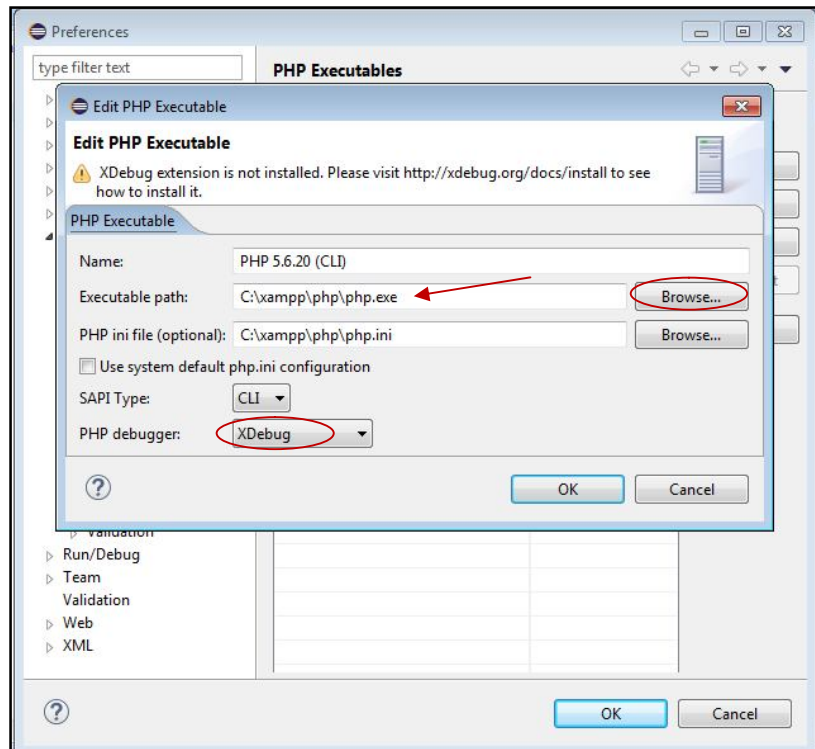 Preferences
type filter text
PHP Executables
Edit PHP Executable
Edit PHP Executable
XDebug extension is not installed. Please visit http://xdebug.org/docs/install to see
how to install it.
PHP Executable
Name: PHP 5.6.20 (CLI)
Executable path: C:\xampp\php\php.exe Browse...
PHP ini file (optional): C:\xampp\php\php.ini Browse...
Use system default php.ini configuration
SAPI Type: CLI
PHP debugger: XDebug
OK Cancel
Validation
Run/Debug
Team
Validation
Web
XML
OK Cancel